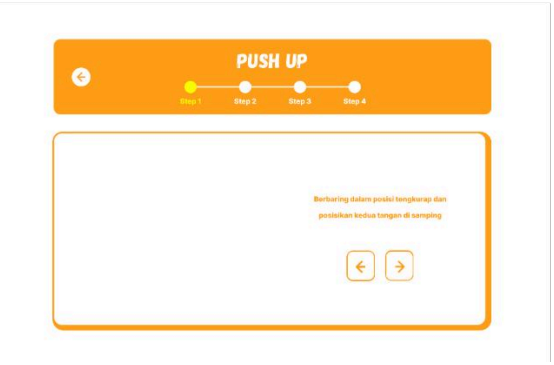 PUSH UP
Step 1 Step 2 Step 3 Step 4
Berbaring dalam posisi tengkurap dan
posisikan kedua tangan di samping